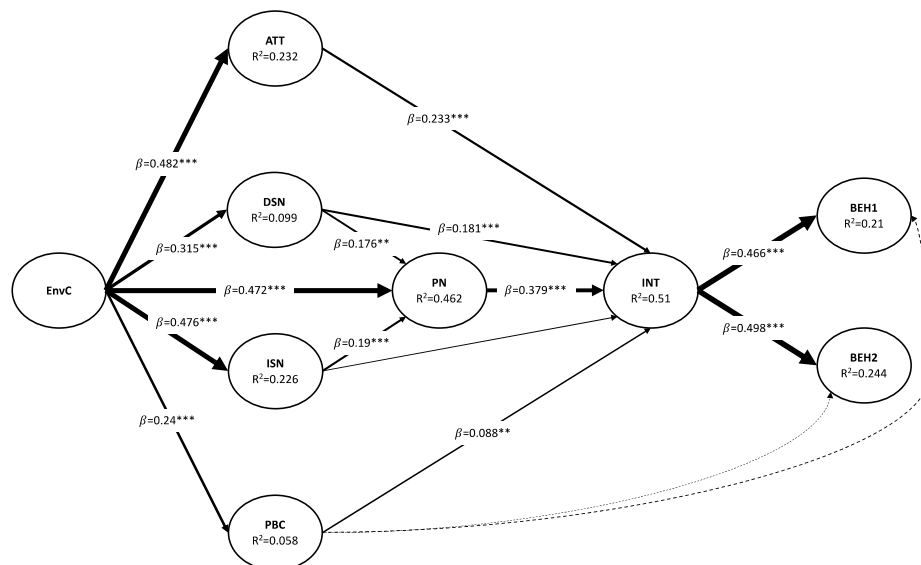 ATT
R²=0.232
β=0.233***
β=0.482***
DSN
R²=0.099
BEH1
R²=0.21
β=0.181***
β=0.176**
β=0.315***
β=0.466***
EnvC
β=0.472***
PN
R²=0.462
β=0.379***
INT
R²=0.51
β=0.476***
β=0.498***
β=0.19***
ISN
R²=0.226
BEH2
R²=0.244
β=0.24***
β=0.088**
PBC
R²=0.058